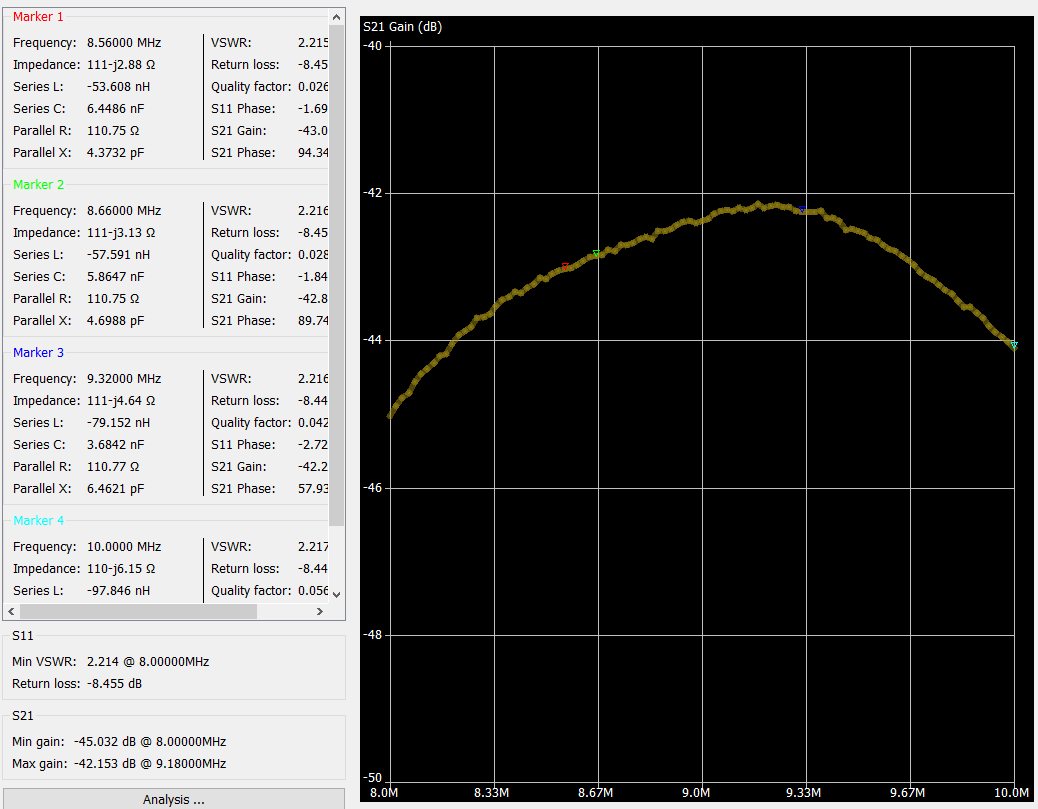 Marker 1
Frequency: 8.56000 MHz VSWR: 2.215
Impedance: 111-j2.88 Ω Return loss: -8.45
Series L: -53.608 nH Quality factor: 0.026
Series C: 6.4486 nF S11 Phase: -1.69
Parallel R: 110.75 Ω S21 Gain: -43.0
Parallel X: 4.3732 pF S21 Phase: 94.34
Marker 2
Frequency: 8.66000 MHz VSWR: 2.216
Impedance: 111-j3.13 Ω Return loss: -8.45
Series L: -57.591 nH Quality factor: 0.028
Series C: 5.8647 nF S11 Phase: -1.84
Parallel R: 110.75 Ω S21 Gain: -42.8
Parallel X: 4.6988 pF S21 Phase: 89.74
Marker 3
Frequency: 9.32000 MHz VSWR: 2.216
Impedance: 111-j4.64 Ω Return loss: -8.44
Series L: -79.152 nH Quality factor: 0.042
Series C: 3.6842 nF S11 Phase: -2.72
Parallel R: 110.77 Ω S21 Gain: -42.2
Parallel X: 6.4621 pF S21 Phase: 57.93
Marker 4
Frequency: 10.0000 MHz VSWR: 2.217
Impedance: 110-j6.15 Ω Return loss: -8.44
Series L: -97.846 nH Quality factor: 0.056
S11
Min VSWR: 2.214 @ 8.00000MHz
Return loss: -8.455 dB
S21
Min gain: -45.032 dB @ 8.00000MHz
Max gain: -42.153 dB @ 9.18000MHz
Analysis ...
S21 Gain (dB)
-40
-42
-44
-46
-48
-50
8.0M 8.33M 8.67M 9.0M 9.33M 9.67M 10.0M